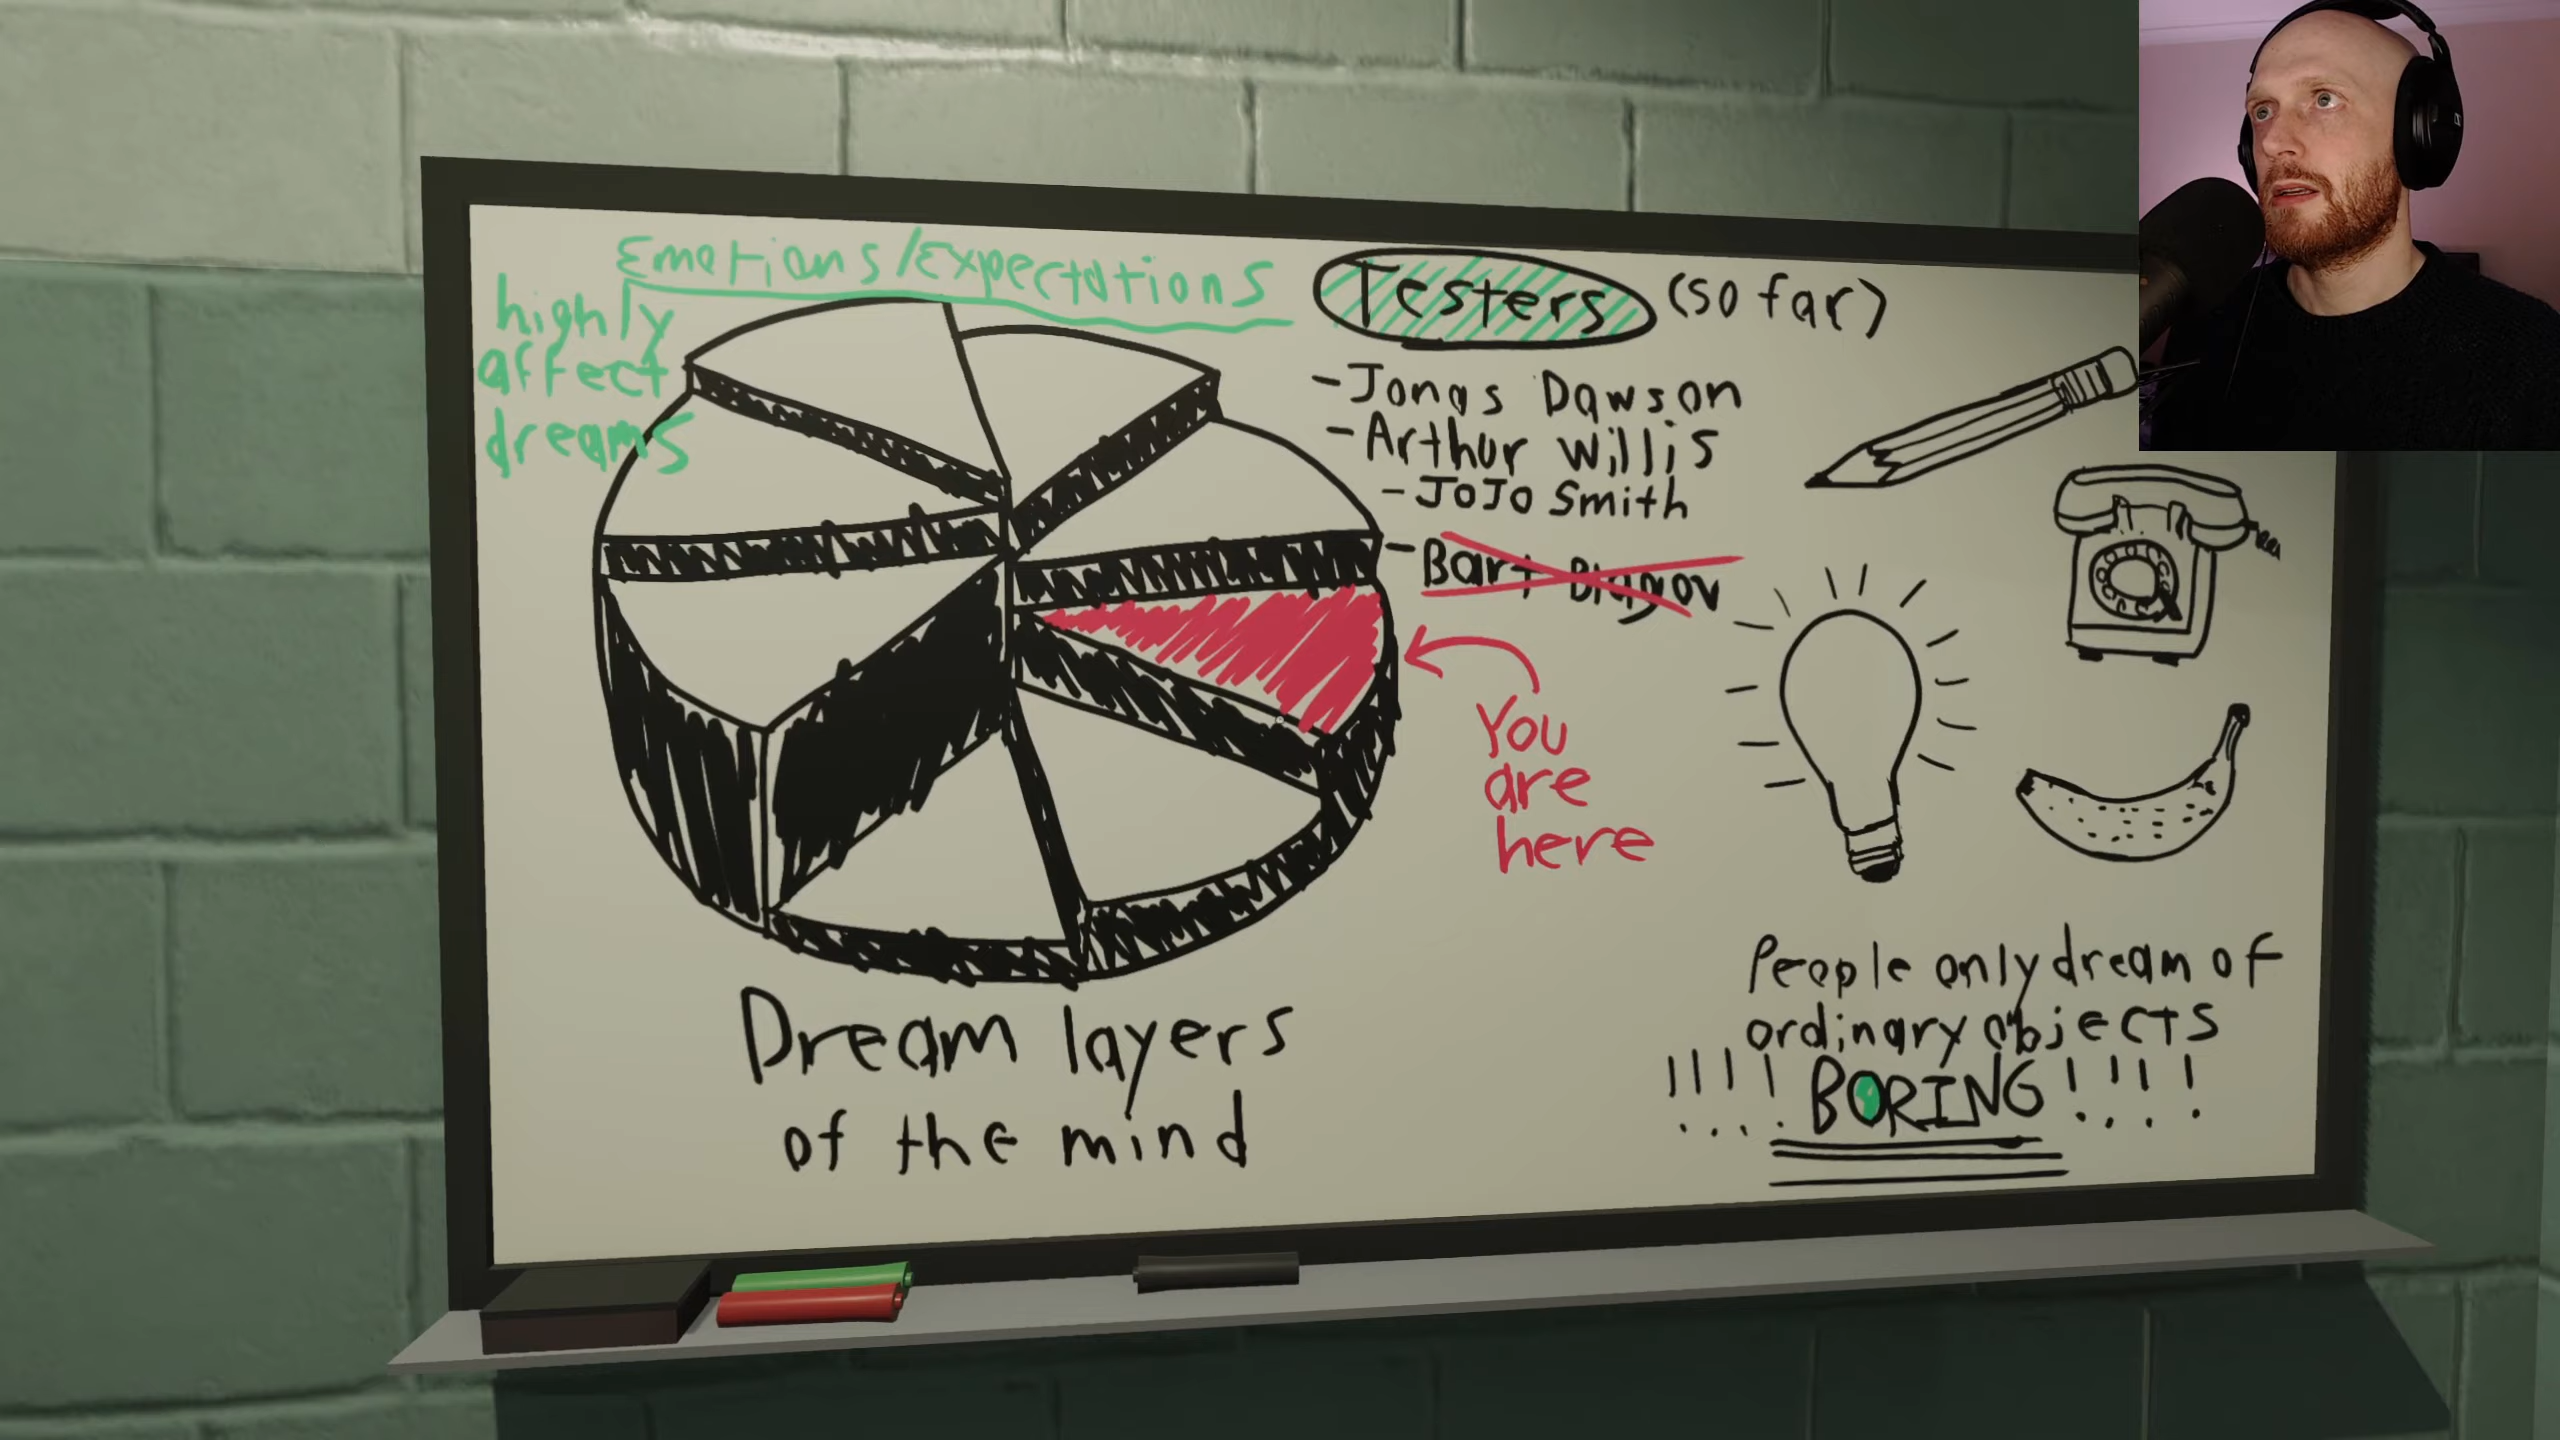 Emotions/Expectations
highly
affect
dreams
Testers (so far)
-Jonas Dawson
-Arthur Willis
-JoJo Smith
-Bart
You
are
here
Dream layers
of the mind
People only dream of
ordinary objects
!!!! BORING !!!!